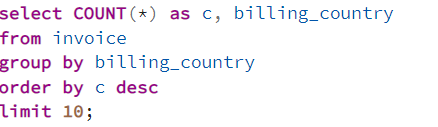 select COUNT(*) as c, billing_country
from invoice
group by billing_country
order by c desc
limit 10;